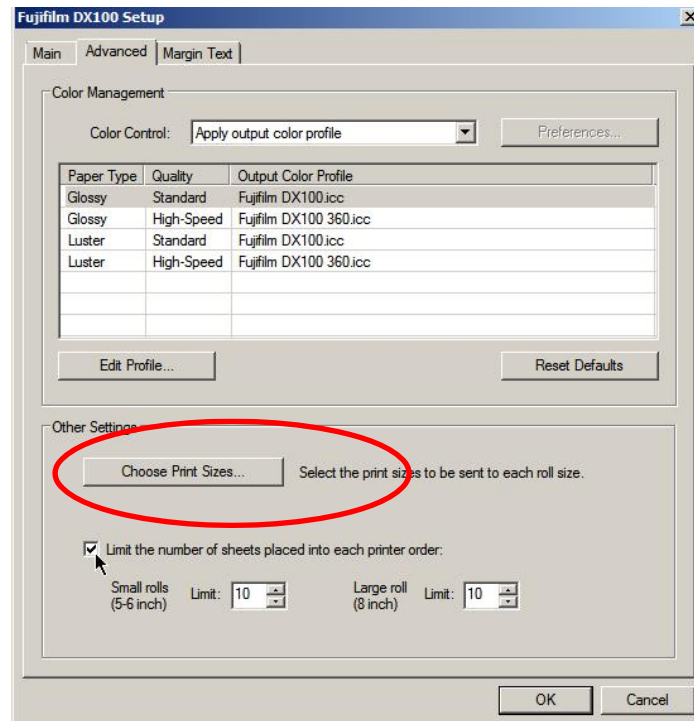 Fujifilm DX100 Setup
Main Advanced Margin Text
Color Management
Color Control: Apply output color profile Preferences...
Paper Type Quality Output Color Profile
Glossy Standard Fujifilm DX100.icc
Glossy High-Speed Fujifilm DX100 360.icc
Luster Standard Fujifilm DX100.icc
Luster High-Speed Fujifilm DX100 360.icc
Edit Profile... Reset Defaults
Other Settings
Choose Print Sizes... Select the print sizes to be sent to each roll size.
Limit the number of sheets placed into each printer order:
Small rolls Limit: 10 Large roll Limit: 10
(5-6 inch) (8 inch)
OK Cancel